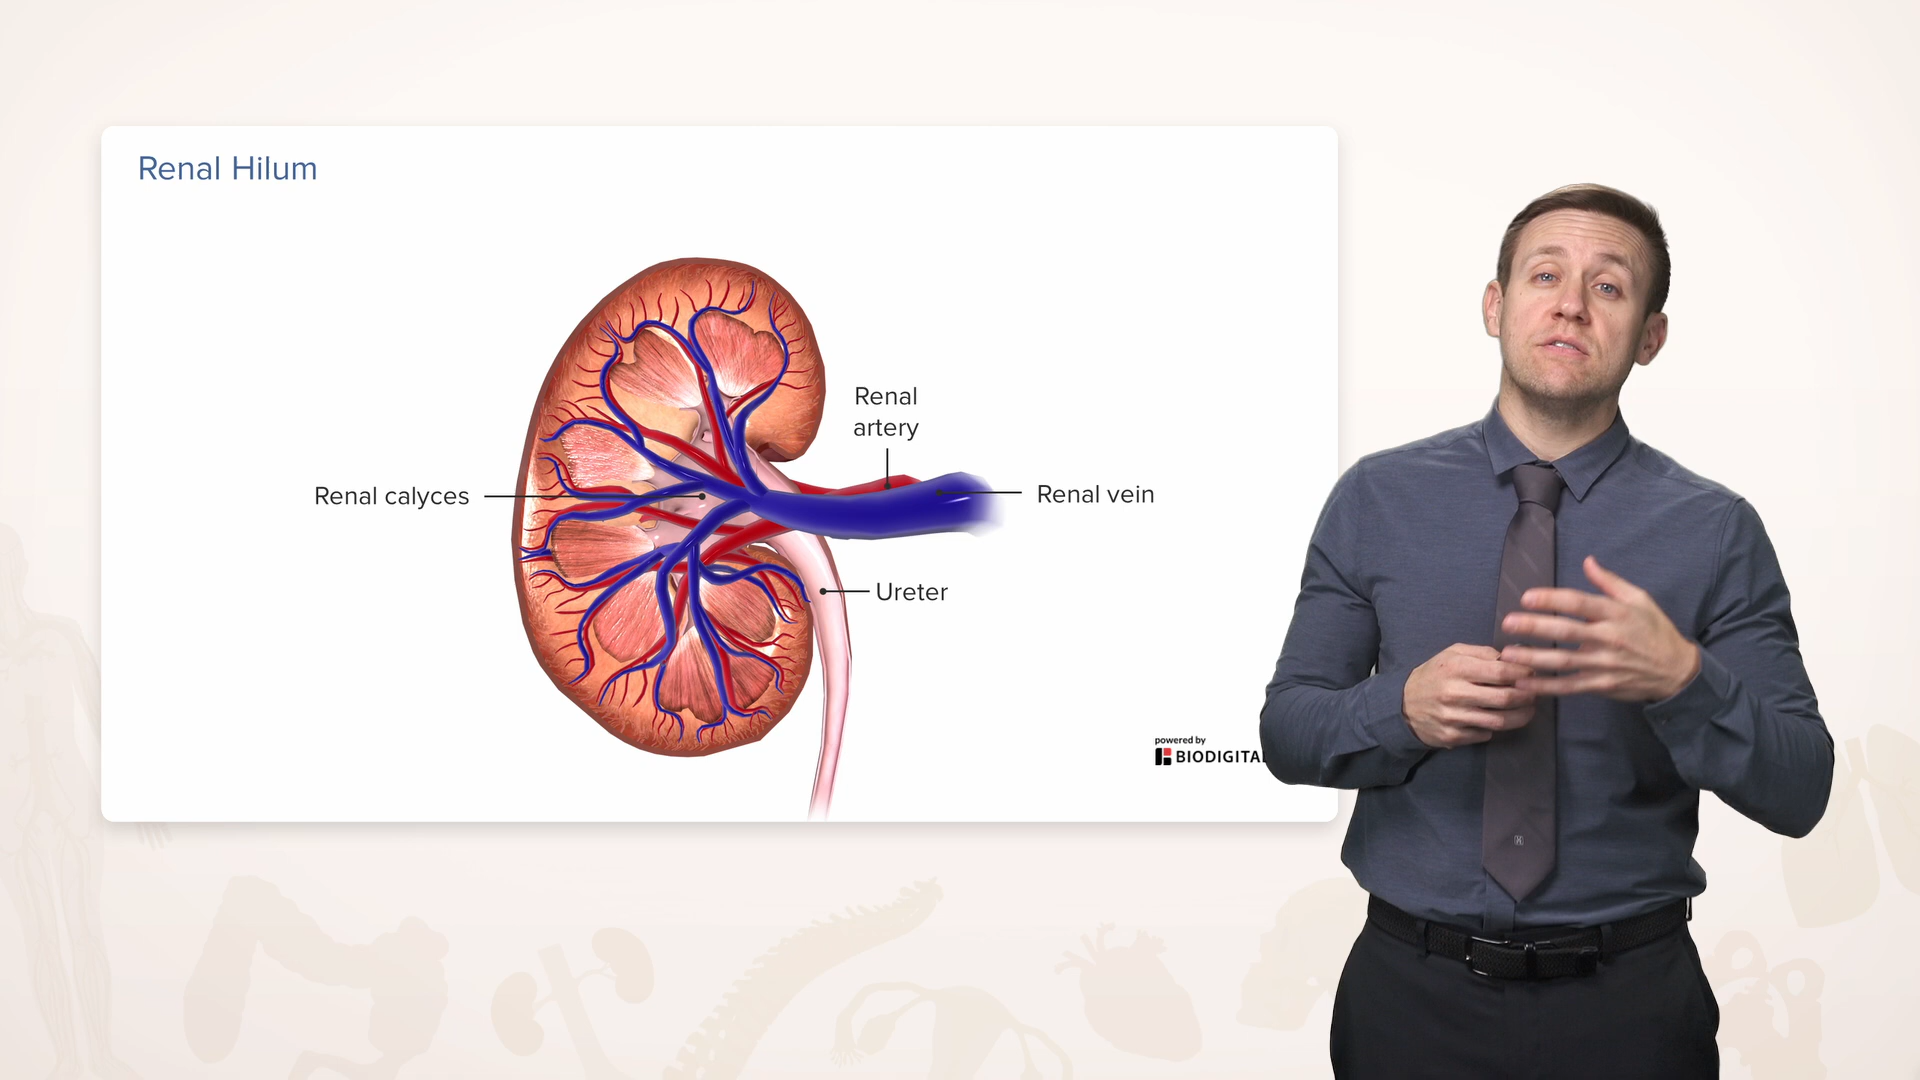 Renal Hilum
Renal
artery
Renal calyces
Renal vein
Ureter
powered by
BIODIGITAL